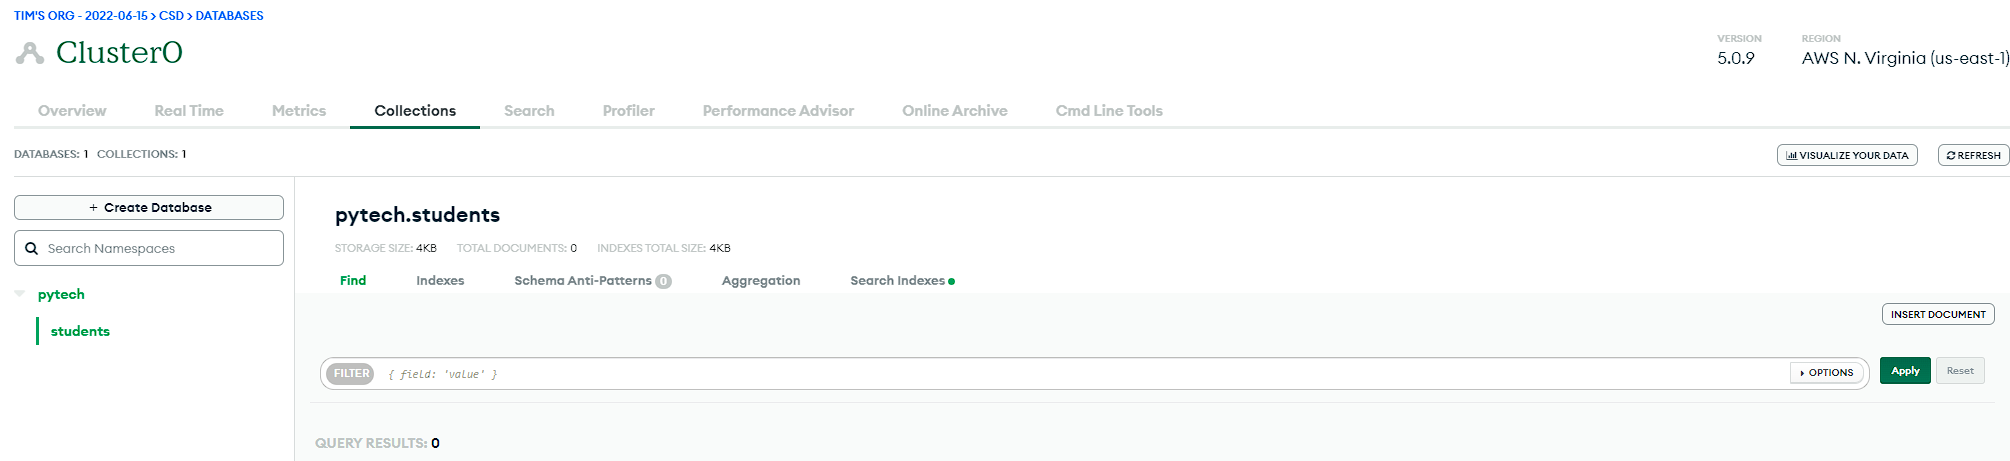 TIM'S ORG - 2022-06-15 > CSD > DATABASES
Cluster0
VERSION
5.0.9
REGION
AWS N. Virginia (us-east-1)
Overview Real Time Metrics Collections Search Profiler Performance Advisor Online Archive Cmd Line Tools
DATABASES: 1 COLLECTIONS: 1
VISUALIZE YOUR DATA
REFRESH
+ Create Database
Search Namespaces
pytech
students
pytech.students
STORAGE SIZE: 4KB TOTAL DOCUMENTS: 0 INDEXES TOTAL SIZE: 4KB
Find Indexes Schema Anti-Patterns 0 Aggregation Search Indexes
INSERT DOCUMENT
FILTER { field: 'value' }
OPTIONS
Apply
Reset
QUERY RESULTS: 0